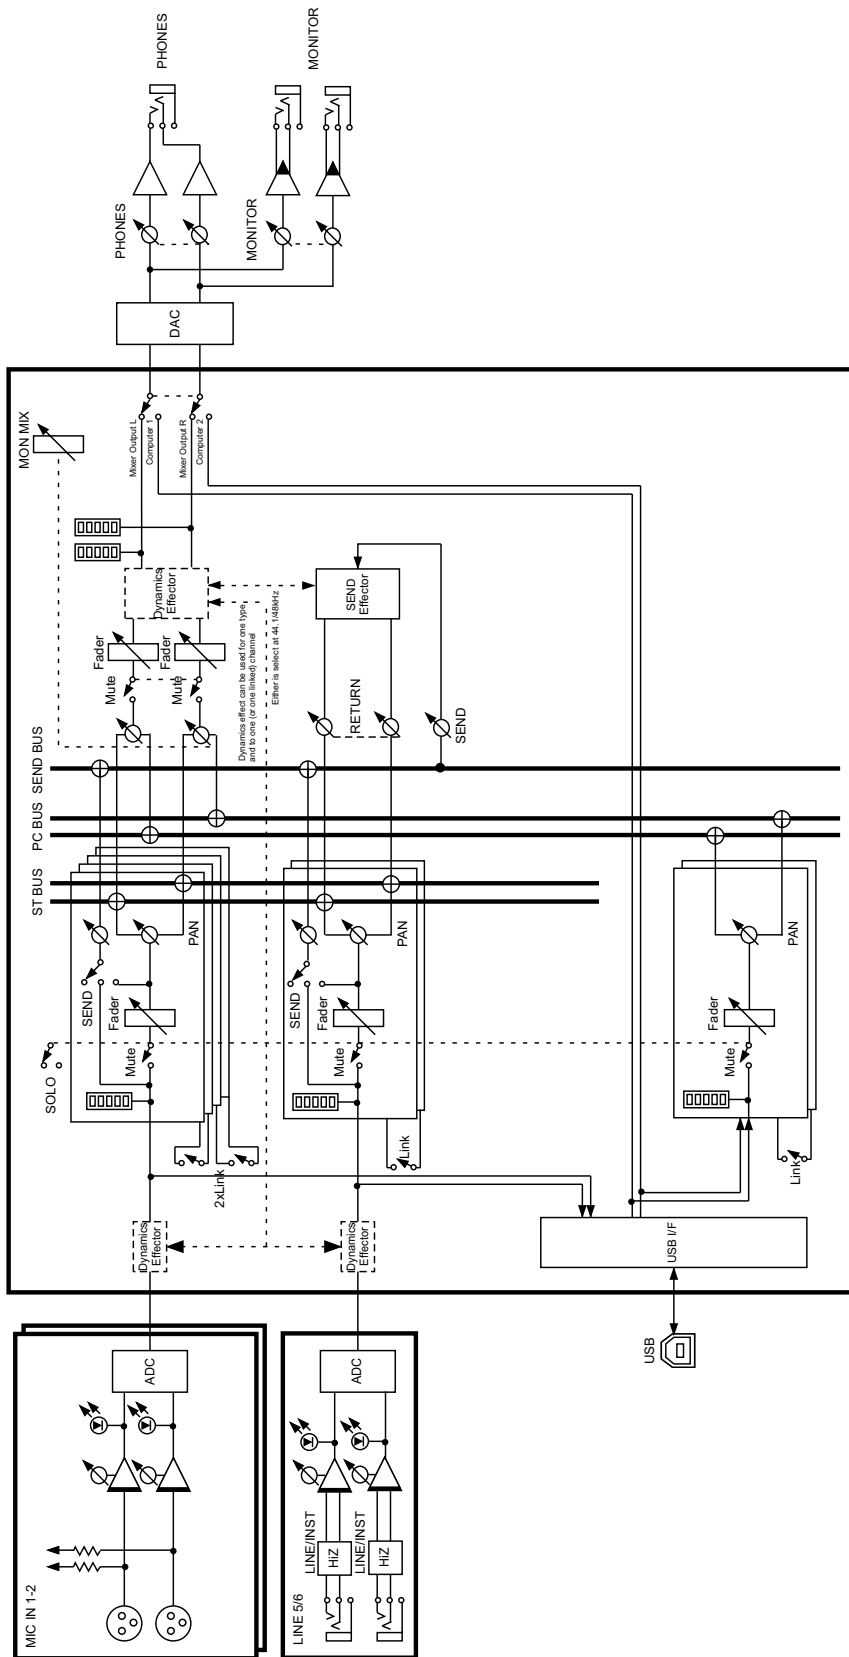 PHONES
MONITOR
PHONES
MONITOR
DAC
MON MIX
Mixer Output L
Computer 1
Mixer Output R
Computer 2
Dynamics
Effector
SEND
Effector
Fader
Fader
Mute
Mute
Dynamics effect can be used for one type
and to one (or one linked) channel
Either is select at 44.1/48kHz
RETURN
SEND
SEND BUS
PC BUS
ST BUS
PAN
PAN
PAN
SEND
SEND
Fader
Fader
Fader
SOLO
Mute
Mute
Mute
2xLink
Link
Link
Dynamics
Effector
Dynamics
Effector
USB I/F
USB
ADC
ADC
LINE/INST
LINE/INST
HiZ
HiZ
MIC IN 1-2
LINE 5/6